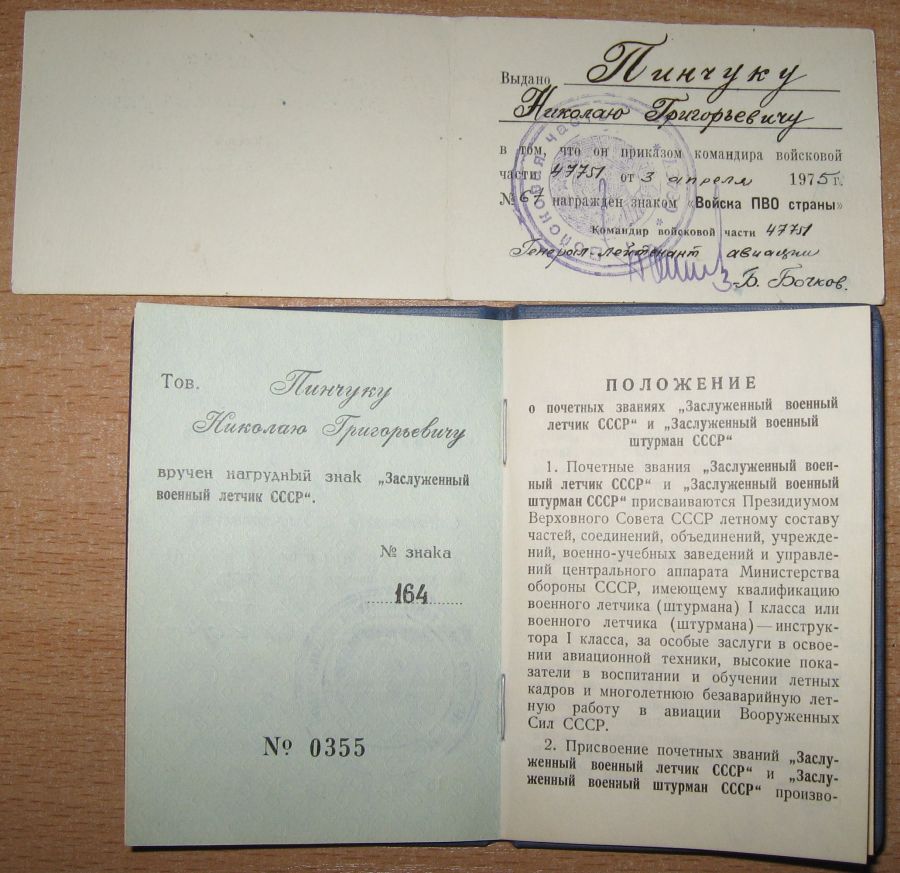 Выдано Пинчуку
Николаю Григорьевичу
в том, что он приказом командира войсковой
части 47751 от 3 апреля 1975 г.
№ 67 награжден знаком «Войска ПВО страны»
Командир войсковой части 47751
Генерал-лейтенант авиации
Б. Бочков.
Войсковая часть
Тов. Пинчуку
Николаю Григорьевичу
вручен нагрудный знак „Заслуженный
военный летчик СССР“.
№ знака
164
№ 0355
ПОЛОЖЕНИЕ
о почетных званиях „Заслуженный военный
летчик СССР“ и „Заслуженный военный
штурман СССР“
1. Почетные звания „Заслуженный воен-
ный летчик СССР“ и „Заслуженный военный
штурман СССР“ присваиваются Президиумом
Верховного Совета СССР летному составу
частей, соединений, объединений, учрежде-
ний, военно-учебных заведений и управле-
ний центрального аппарата Министерства
обороны СССР, имеющему квалификацию
военного летчика (штурмана) I класса или
военного летчика (штурмана) — инструк-
тора I класса, за особые заслуги в освое-
нии авиационной техники, высокие пока-
затели в воспитании и обучении летных
кадров и многолетнюю безаварийную лет-
ную работу в авиации Вооруженных
Сил СССР.
2. Присвоение почетных званий „Заслу-
женный военный летчик СССР“ и „Заслу-
женный военный штурман СССР“ произво-